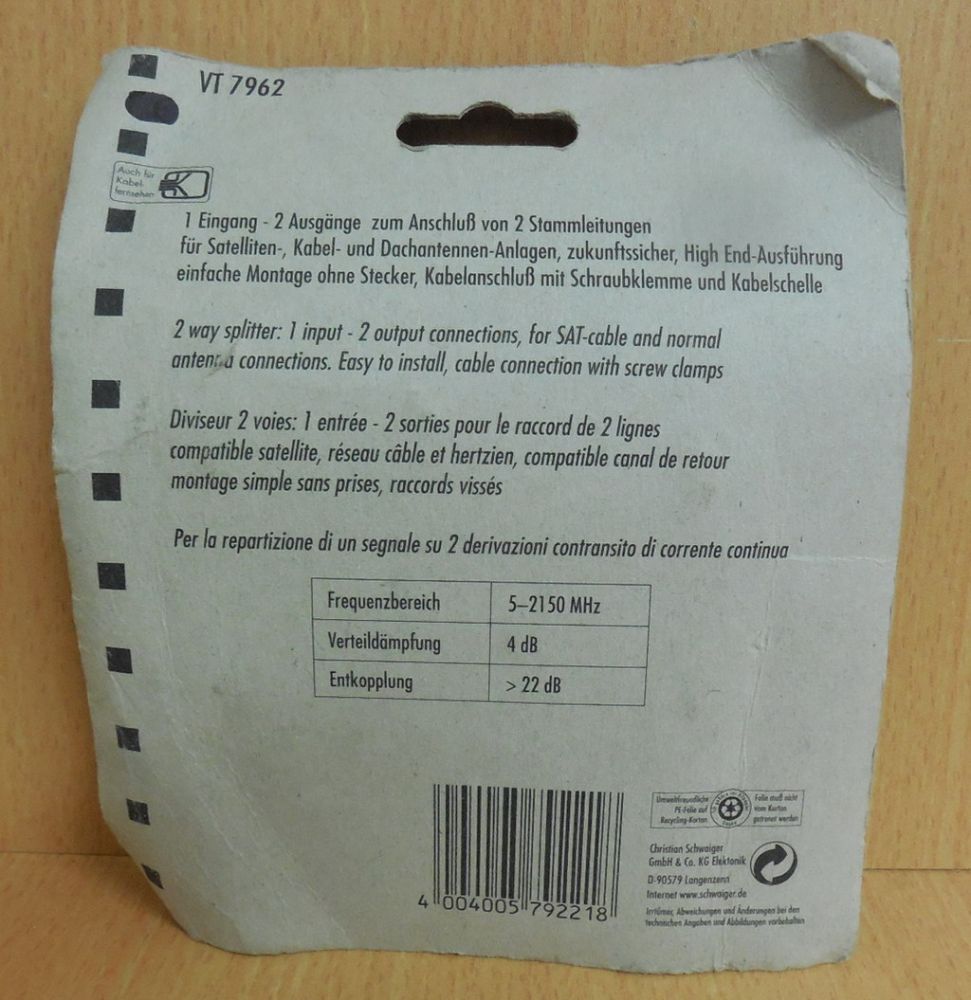 VT 7962
Auch für
Kabel-
fernsehen
1 Eingang - 2 Ausgänge zum Anschluß von 2 Stammleitungen
für Satelliten-, Kabel- und Dachantennen-Anlagen, zukunftssicher, High End-Ausführung
einfache Montage ohne Stecker, Kabelanschluß mit Schraubklemme und Kabelschelle
2 way splitter: 1 input - 2 output connections, for SAT-cable and normal
antenna connections. Easy to install, cable connection with screw clamps
Diviseur 2 voies: 1 entrée - 2 sorties pour le raccord de 2 lignes
compatible satellite, réseau câble et hertzien, compatible canal de retour
montage simple sans prises, raccords vissés
Per la repartizione di un segnale su 2 derivazioni contransito di corrente continua
Frequenzbereich 5–2150 MHz
Verteildämpfung 4 dB
Entkopplung > 22 dB
Umweltfreundliche
PE-Folie auf
Recycling-Karton
Folie muß nicht
vom Karton
getrennt werden
Christian Schwaiger
GmbH & Co. KG Elektonik
D-90579 Langenzenn
Internet www.schwaiger.de
Irrtümer, Abweichungen und Änderungen bei den
technischen Angaben und Abbildungen vorbehalten
4 004005 792218